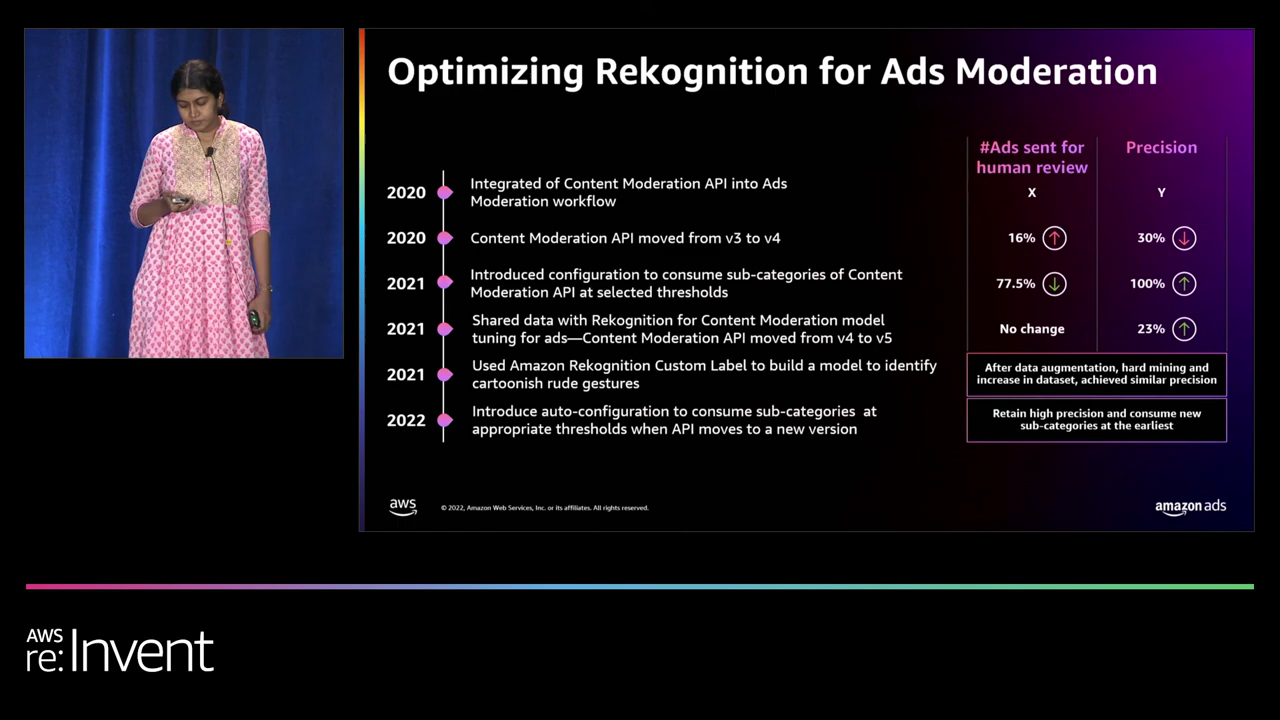 Optimizing Rekognition for Ads Moderation
#Ads sent for
human review
Precision
2020
Integrated of Content Moderation API into Ads
Moderation workflow
X
Y
2020
Content Moderation API moved from v3 to v4
16%
30%
2021
Introduced configuration to consume sub-categories of Content
Moderation API at selected thresholds
77.5%
100%
2021
Shared data with Rekognition for Content Moderation model
tuning for ads—Content Moderation API moved from v4 to v5
No change
23%
2021
Used Amazon Rekognition Custom Label to build a model to identify
cartoonish rude gestures
After data augmentation, hard mining and
increase in dataset, achieved similar precision
2022
Introduce auto-configuration to consume sub-categories at
appropriate thresholds when API moves to a new version
Retain high precision and consume new
sub-categories at the earliest
aws
© 2022, Amazon Web Services, Inc. or its affiliates. All rights reserved.
amazon ads
AWS
re:Invent